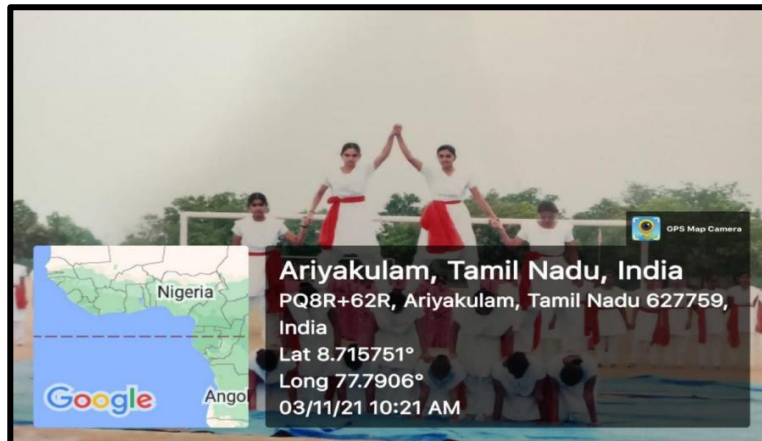 GPS Map Camera
Ariyakulam, Tamil Nadu, India
PQ8R+62R, Ariyakulam, Tamil Nadu 627759,
India
Lat 8.715751°
Long 77.7906°
03/11/21 10:21 AM
Nigeria
Angol
Google